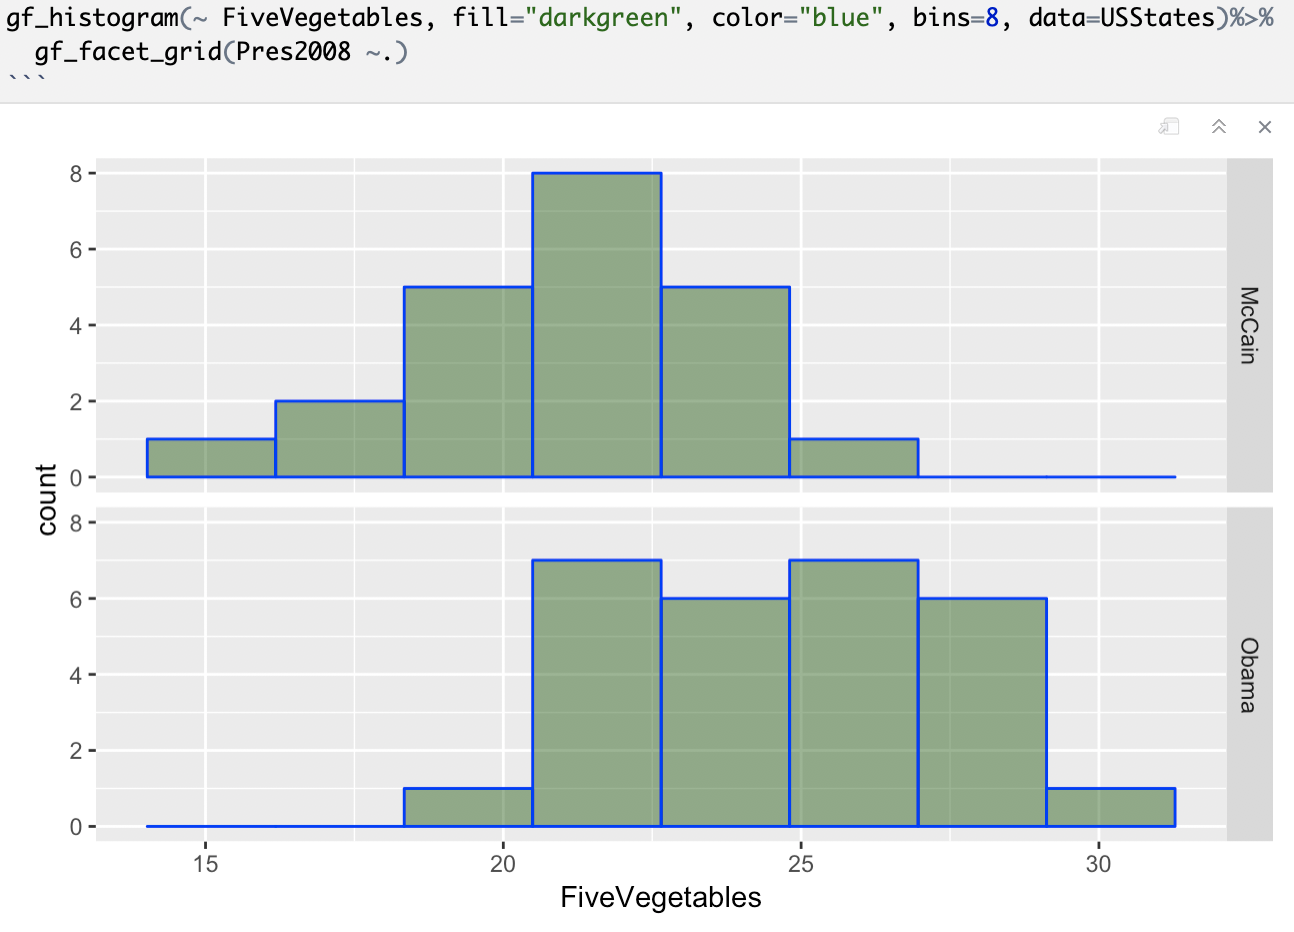 gf_histogram(~ FiveVegetables, fill="darkgreen", color="blue", bins=8, data=USStates)%>%
  gf_facet_grid(Pres2008 ~.)
```
8
6
4
2
0
McCain
count
8
6
4
2
0
Obama
15 20 25 30
FiveVegetables